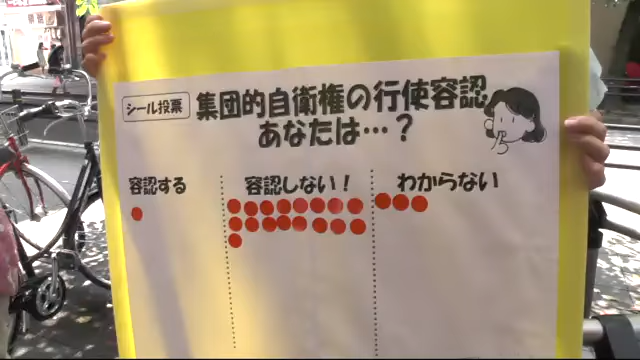 シール投票
集団的自衛権の行使容認
あなたは…？
容認する
容認しない！
わからない